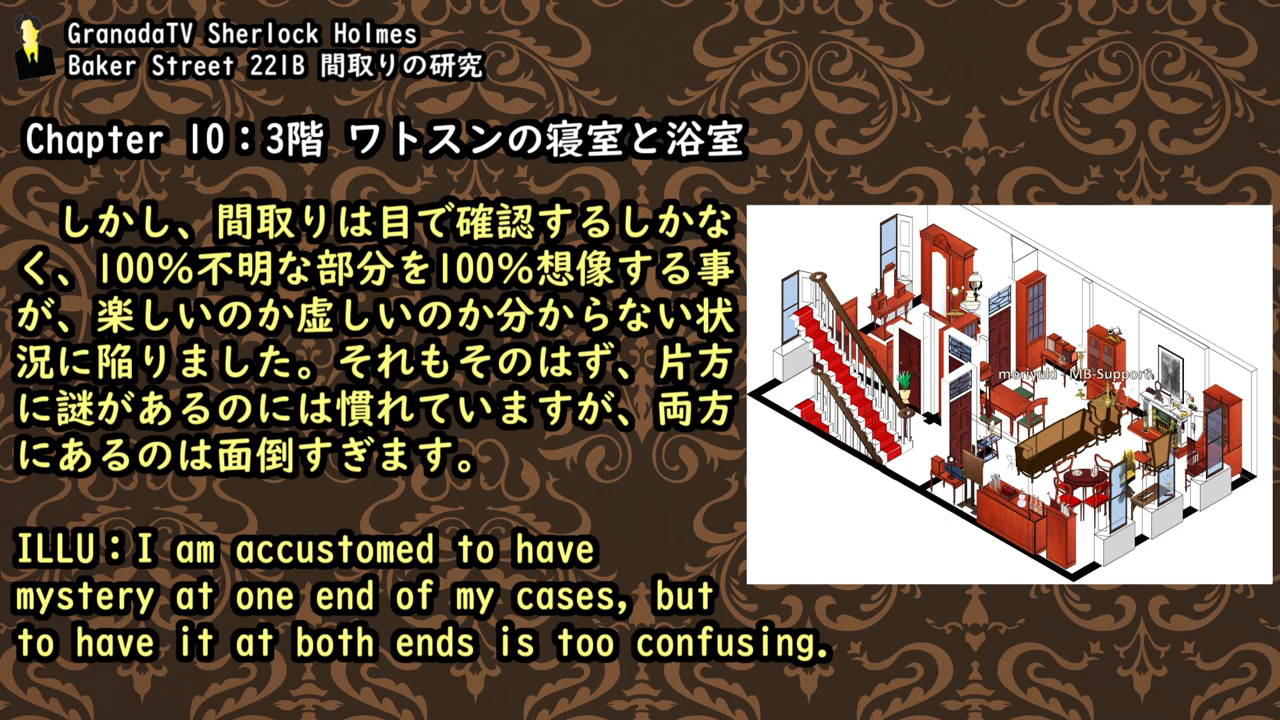 GranadaTV Sherlock Holmes
Baker Street 221B 間取りの研究
Chapter 10：3階 ワトスンの寝室と浴室
しかし、間取りは目で確認するしかな
く、100％不明な部分を100％想像する事
が、楽しいのか虚しいのか分からない状
況に陥りました。それもそのはず、片方
に謎があるのには慣れていますが、両方
にあるのは面倒すぎます。
moriyuki - MB-Support
ILLU：I am accustomed to have
mystery at one end of my cases, but
to have it at both ends is too confusing.